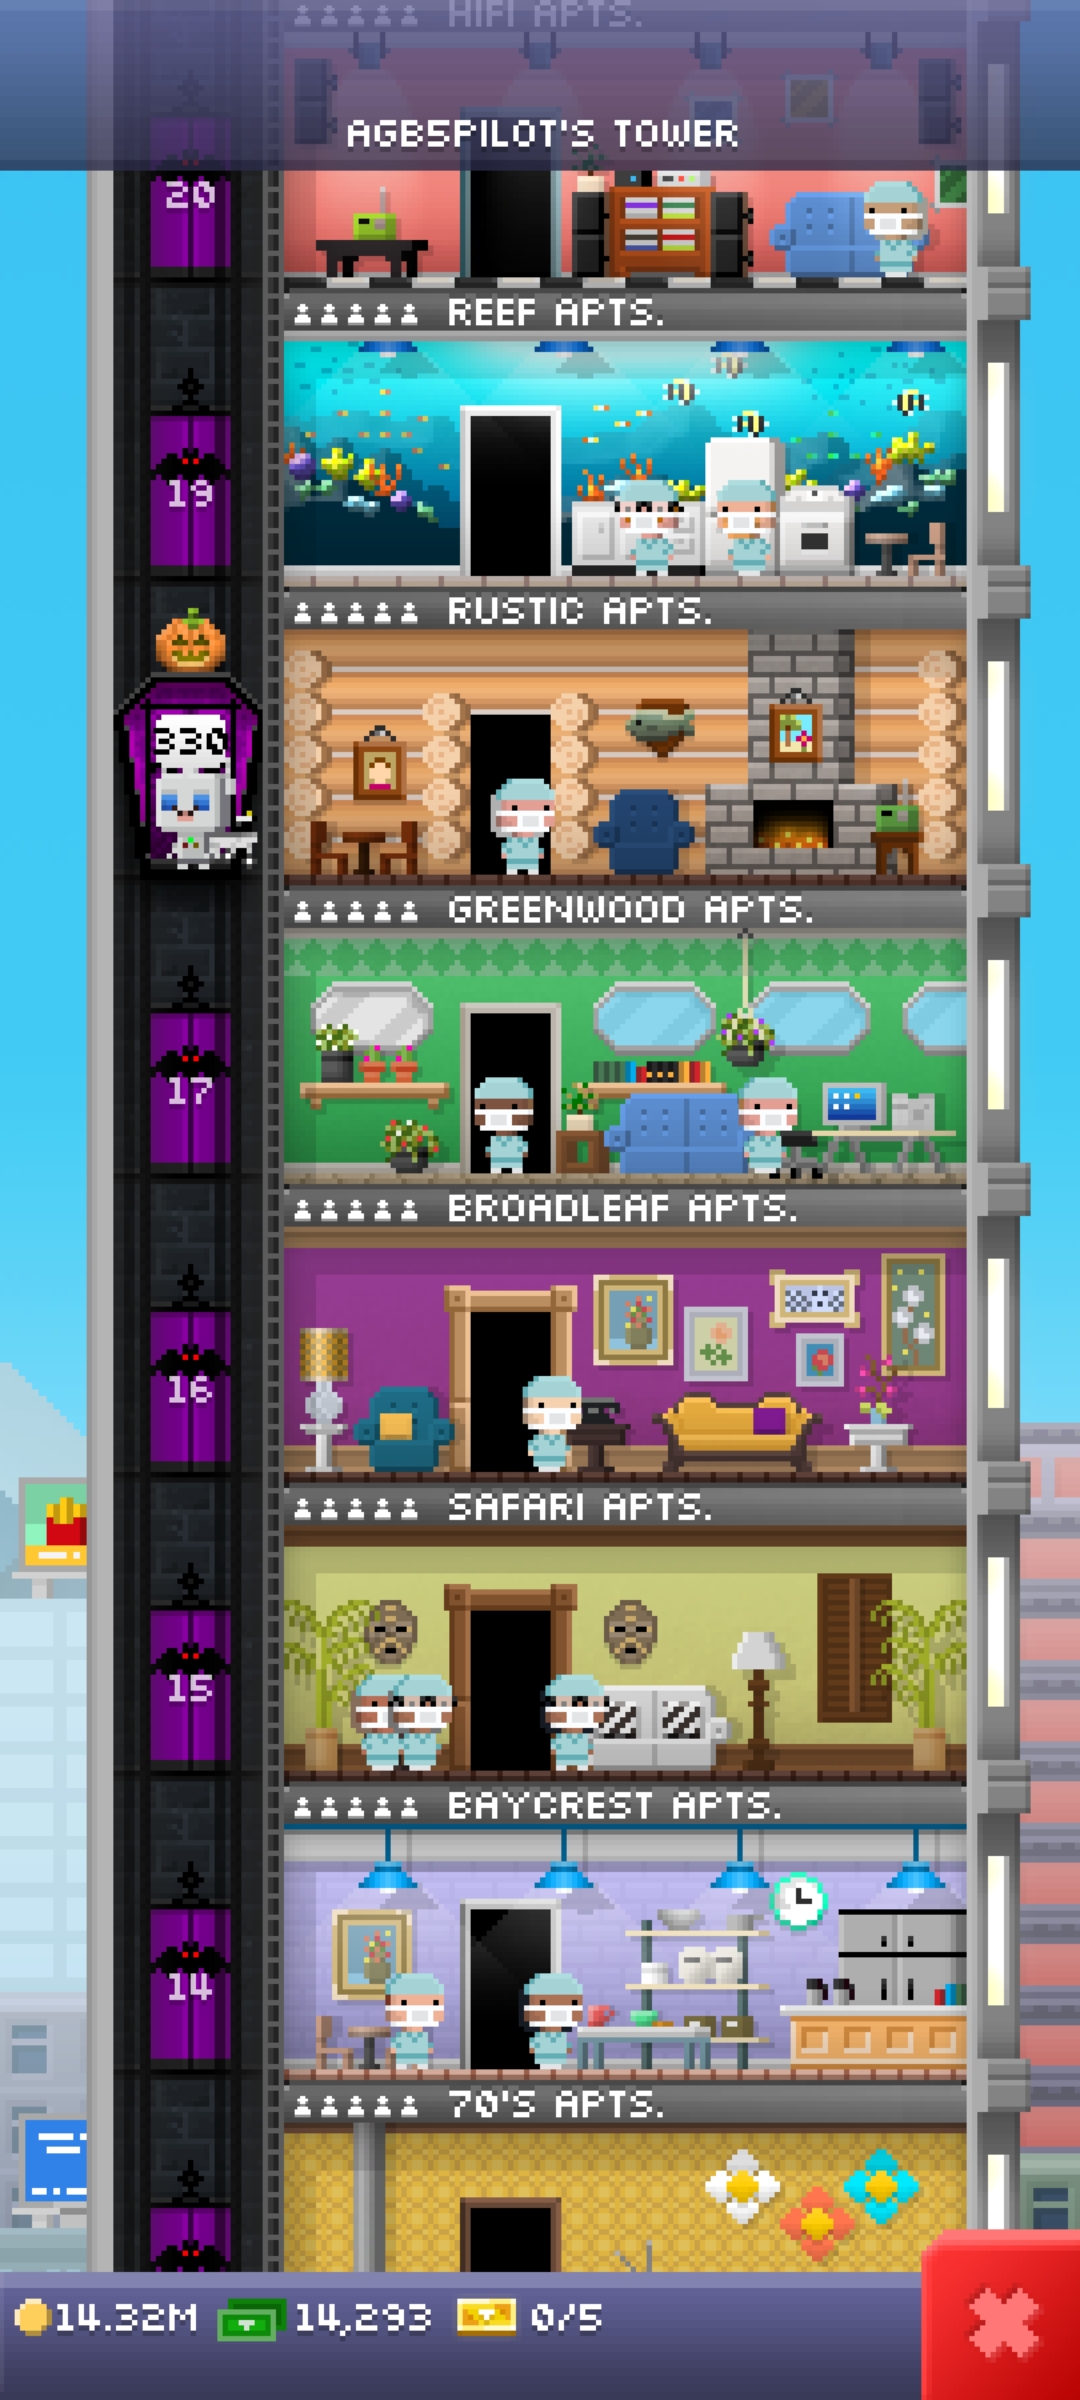 HIFI APTS.
AGB5PILOT'S TOWER
20
REEF APTS.
19
RUSTIC APTS.
330
GREENWOOD APTS.
17
BROADLEAF APTS.
16
SAFARI APTS.
15
BAYCREST APTS.
14
70'S APTS.
14.32M 14,293 0/5